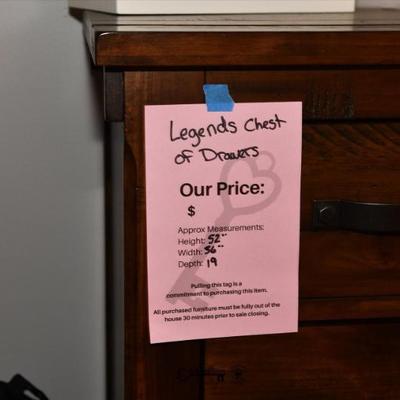 Legends Chest
of Drawers
Our Price:
$
Approx Measurements:
Height: 52"
Width: 56"
Depth: 19
Pulling this tag is a
commitment to purchasing this item.
All purchased furniture must be fully out of the
house 30 minutes prior to sale closing.